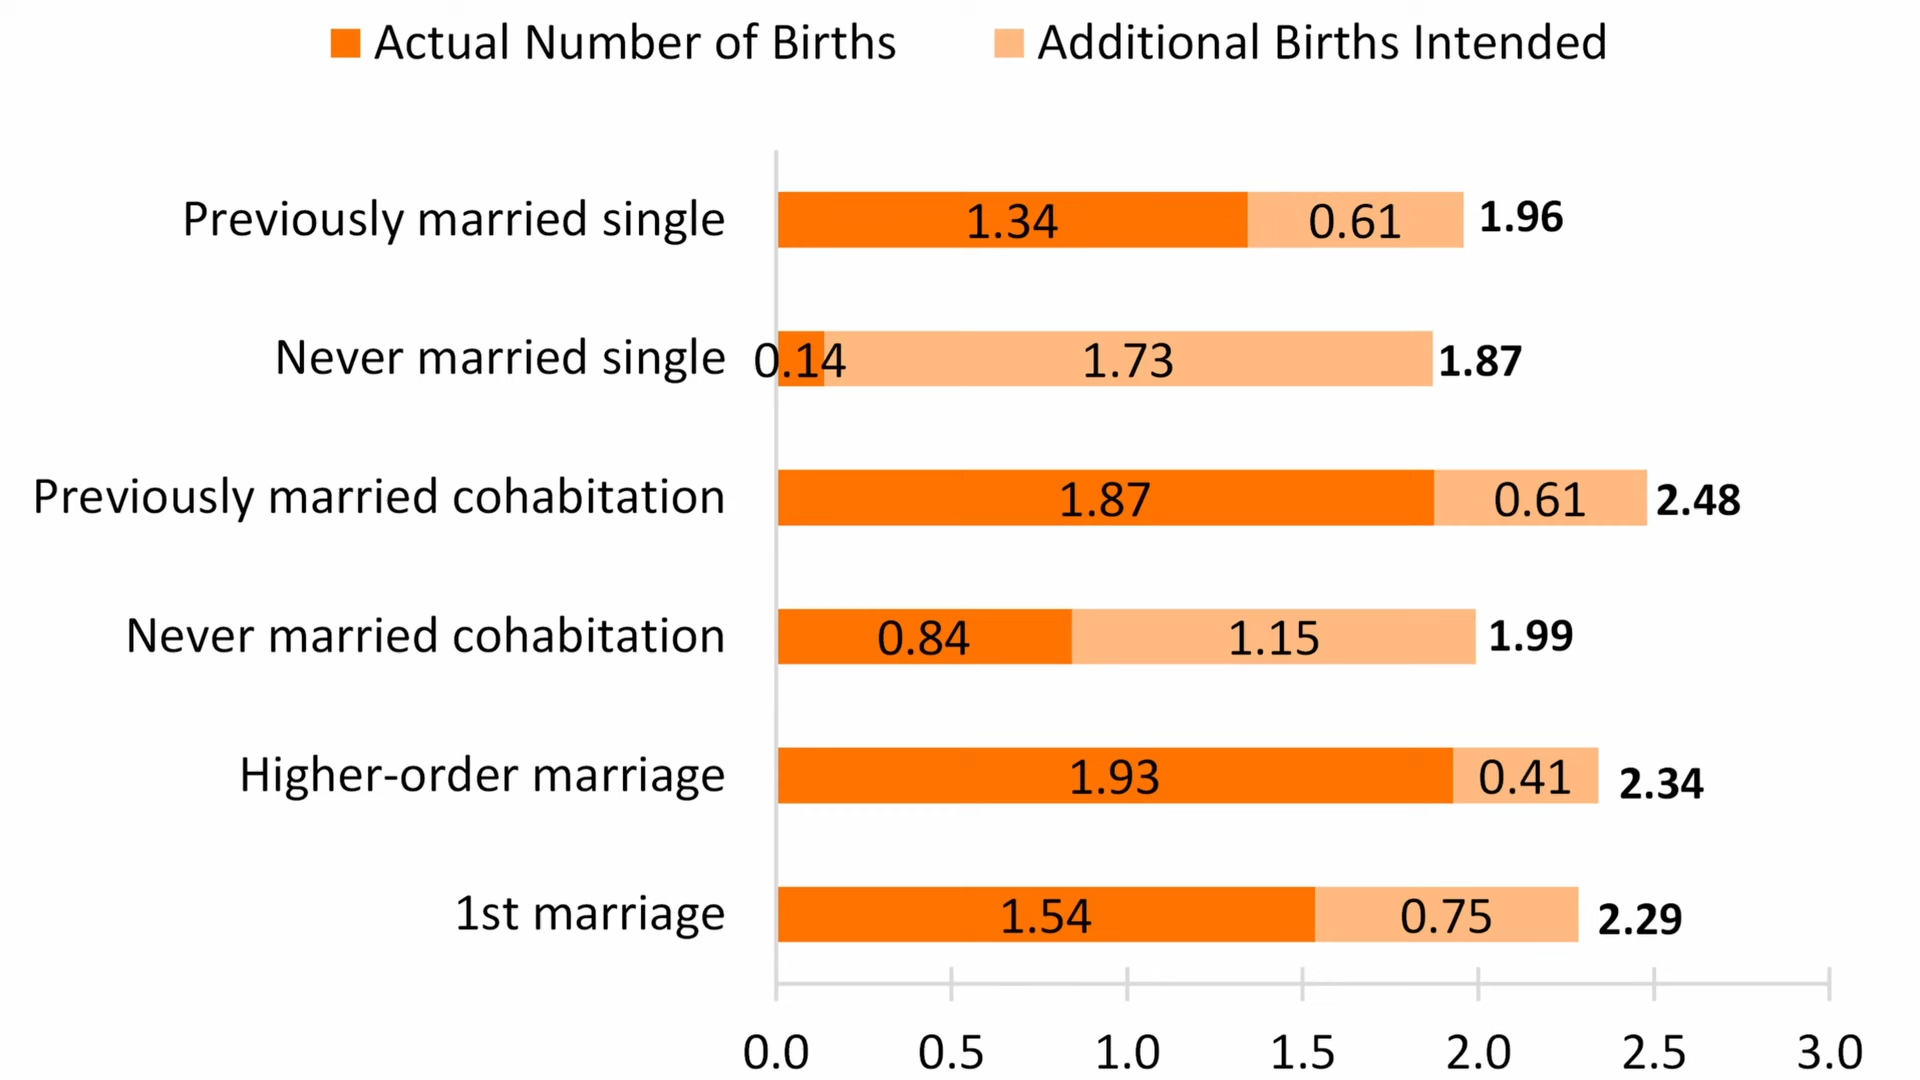 Actual Number of Births Additional Births Intended
Previously married single 1.34 0.61 1.96
Never married single 0.14 1.73 1.87
Previously married cohabitation 1.87 0.61 2.48
Never married cohabitation 0.84 1.15 1.99
Higher-order marriage 1.93 0.41 2.34
1st marriage 1.54 0.75 2.29
0.0 0.5 1.0 1.5 2.0 2.5 3.0